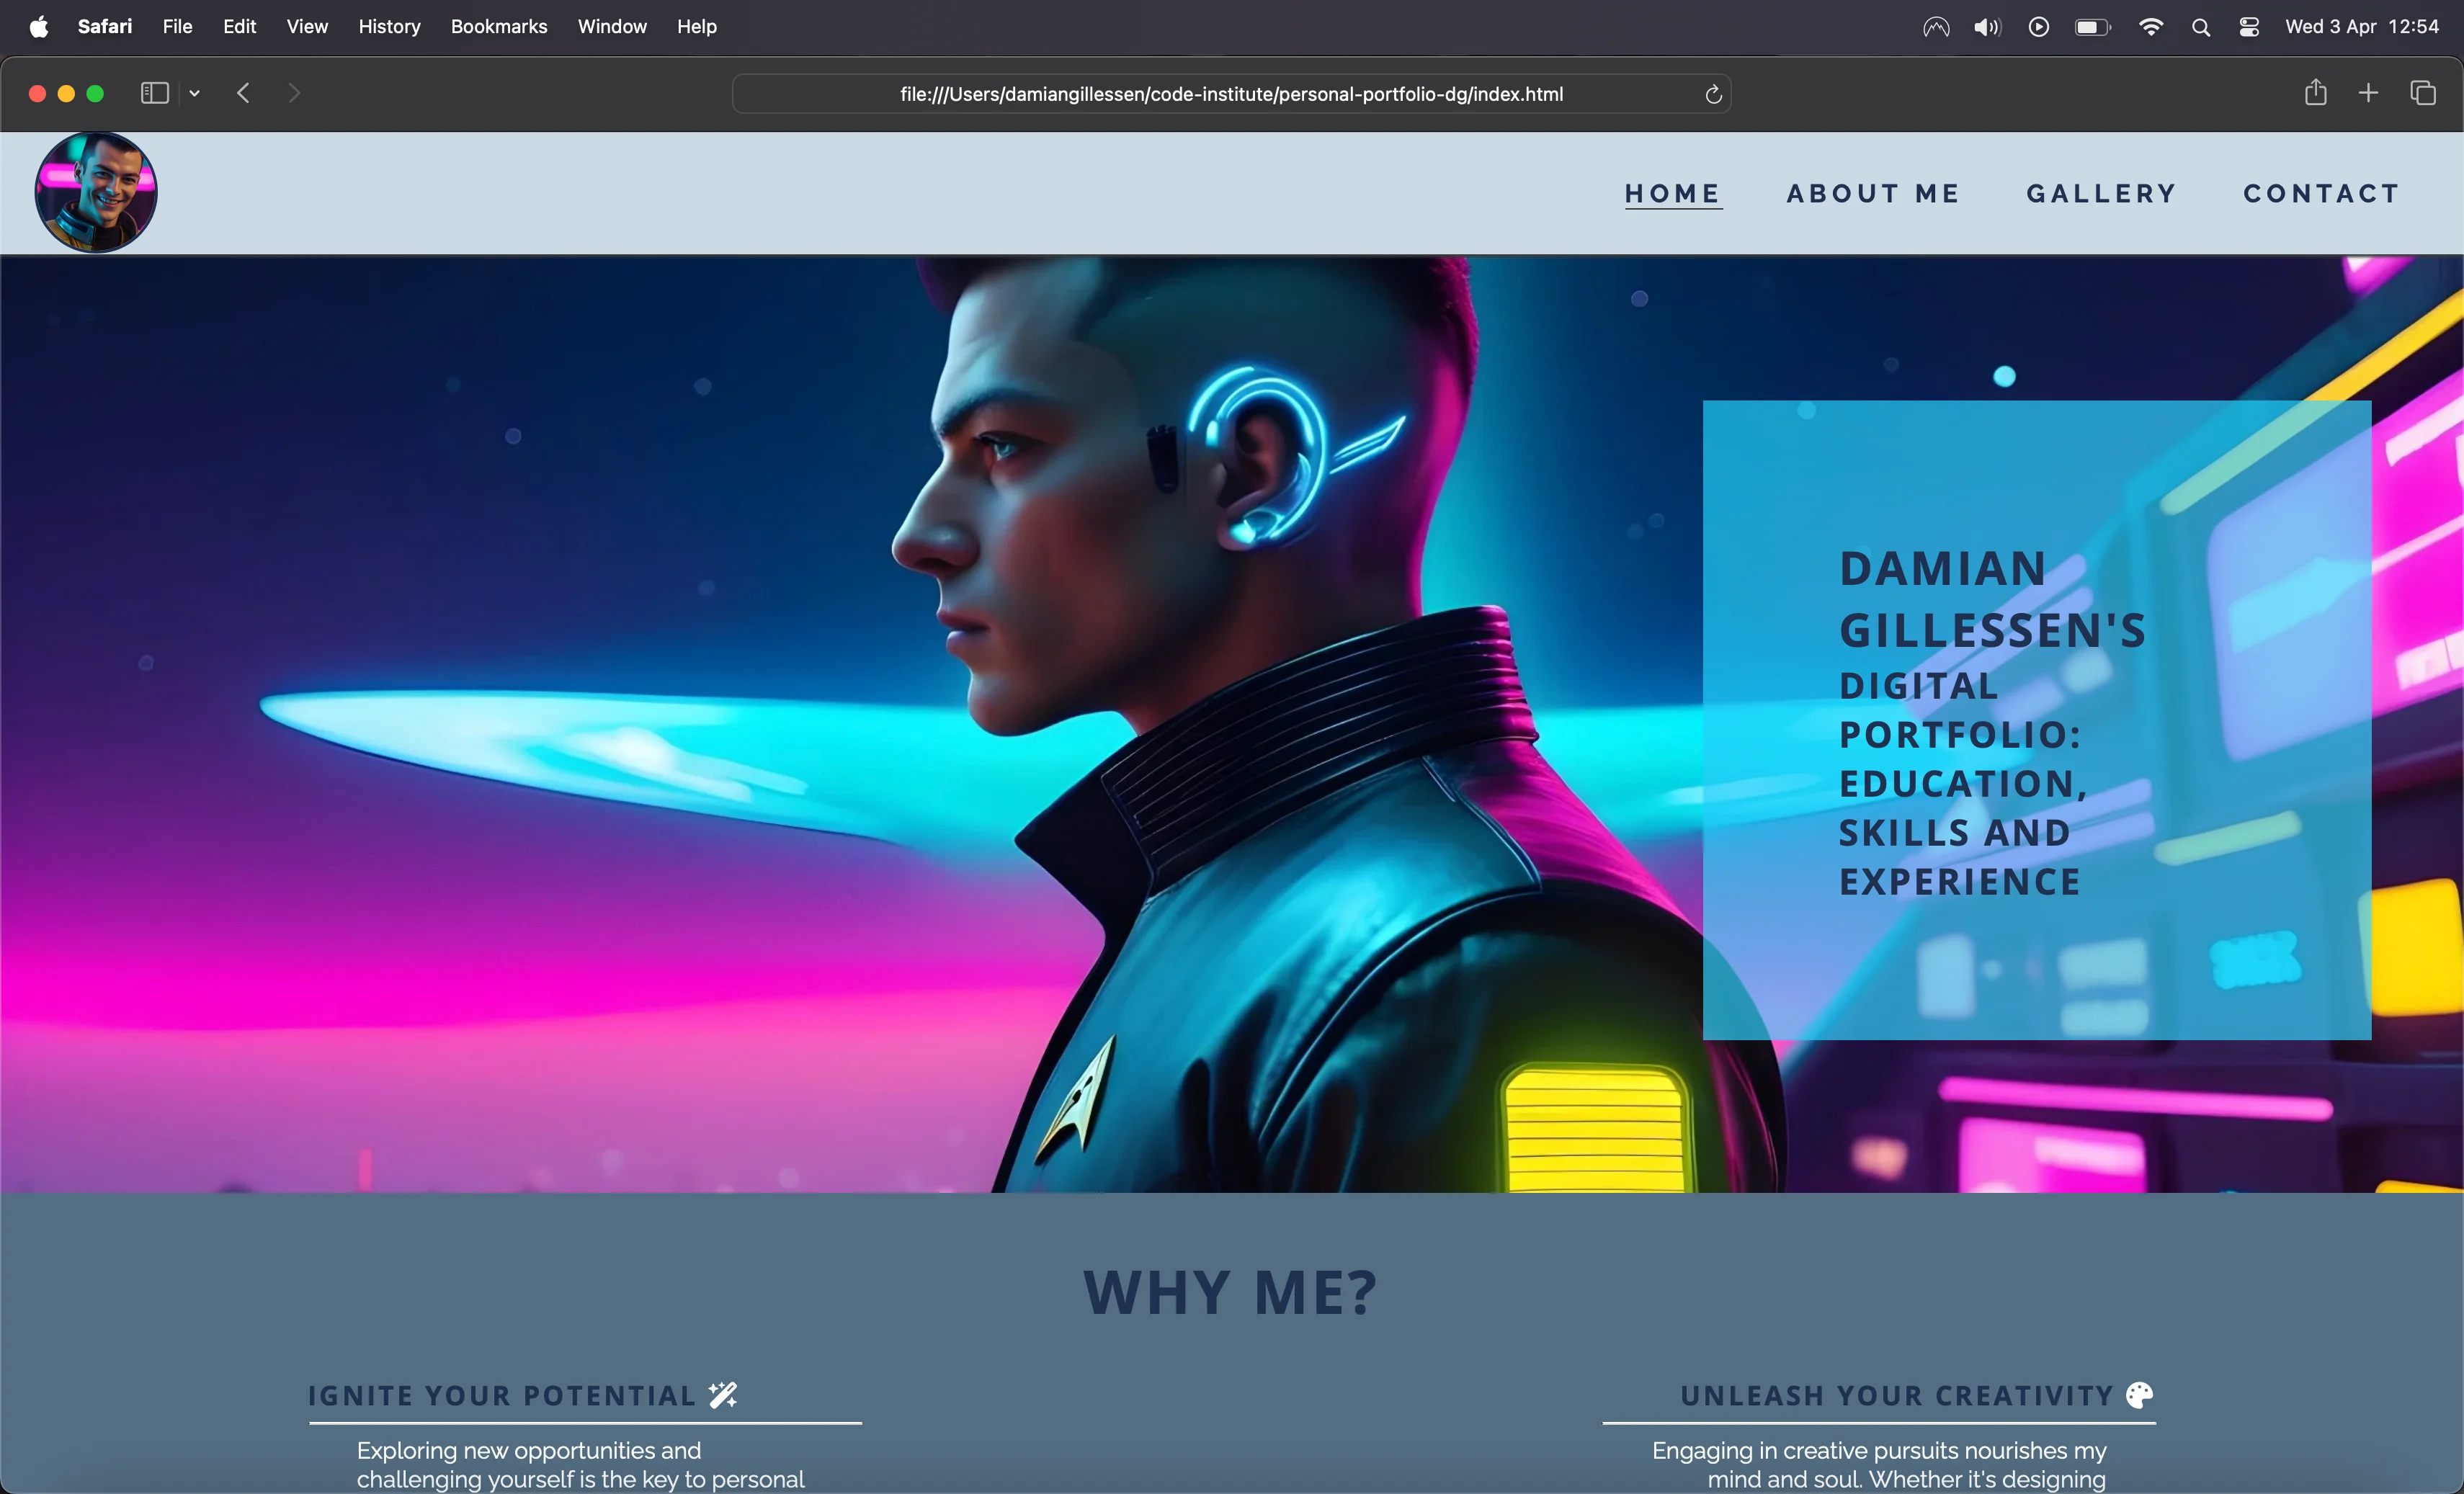 Safari File Edit View History Bookmarks Window Help Wed 3 Apr 12:54
file:///Users/damiangillessen/code-institute/personal-portfolio-dg/index.html
HOME ABOUT ME GALLERY CONTACT
DAMIAN
GILLESSEN'S
DIGITAL
PORTFOLIO:
EDUCATION,
SKILLS AND
EXPERIENCE
WHY ME?
IGNITE YOUR POTENTIAL
Exploring new opportunities and
challenging yourself is the key to personal
UNLEASH YOUR CREATIVITY
Engaging in creative pursuits nourishes my
mind and soul. Whether it's designing